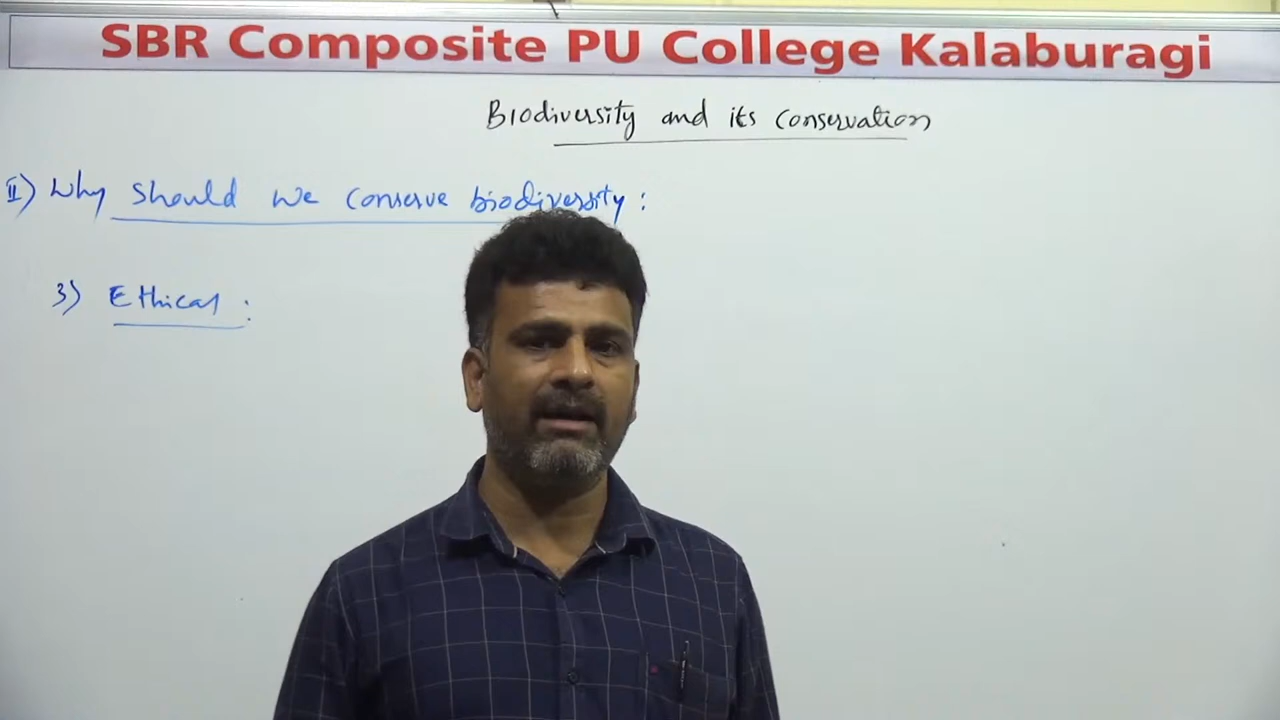 SBR Composite PU College Kalaburagi
Biodiversity and its conservation
II) Why should we conserve biodiversity :
3) Ethical :